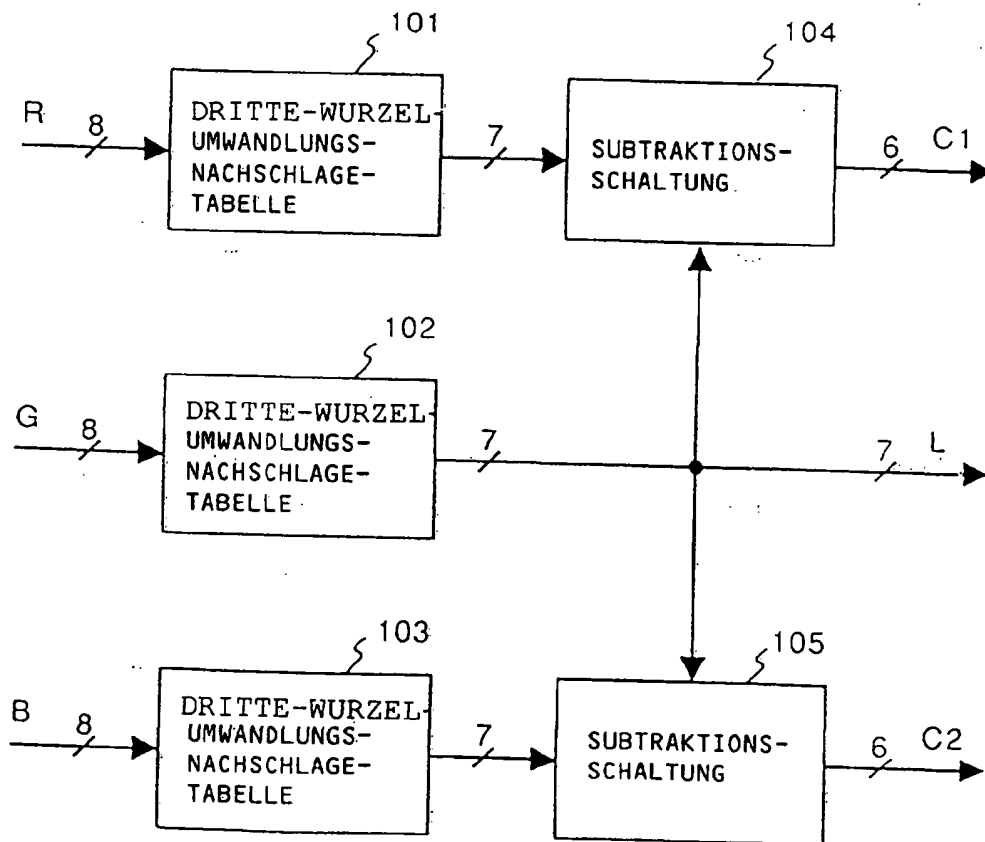 101
104
R
8
DRITTE-WURZEL-
UMWANDLUNGS-
NACHSCHLAGE-
TABELLE
7
SUBTRAKTIONS-
SCHALTUNG
6
C1
102
G
8
DRITTE-WURZEL-
UMWANDLUNGS-
NACHSCHLAGE-
TABELLE
7
7
L
103
105
B
8
DRITTE-WURZEL-
UMWANDLUNGS-
NACHSCHLAGE-
TABELLE
7
SUBTRAKTIONS-
SCHALTUNG
6
C2